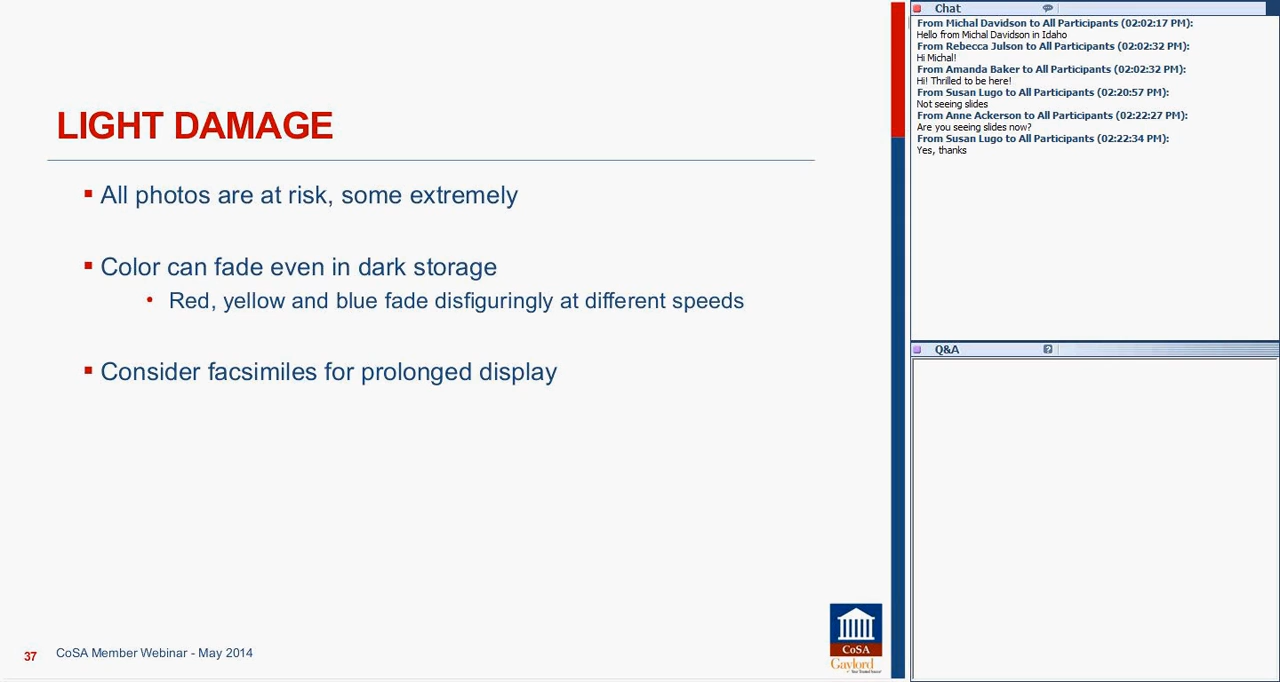 LIGHT DAMAGE
▪ All photos are at risk, some extremely
▪ Color can fade even in dark storage
• Red, yellow and blue fade disfiguringly at different speeds
▪ Consider facsimiles for prolonged display
37 CoSA Member Webinar - May 2014
CoSA
Gaylord
Chat
From Michal Davidson to All Participants (02:02:17 PM):
Hello from Michal Davidson in Idaho
From Rebecca Julson to All Participants (02:02:32 PM):
Hi Michal!
From Amanda Baker to All Participants (02:02:32 PM):
Hi! Thrilled to be here!
From Susan Lugo to All Participants (02:20:57 PM):
Not seeing slides
From Anne Ackerson to All Participants (02:22:27 PM):
Are you seeing slides now?
From Susan Lugo to All Participants (02:22:34 PM):
Yes, thanks
Q&A